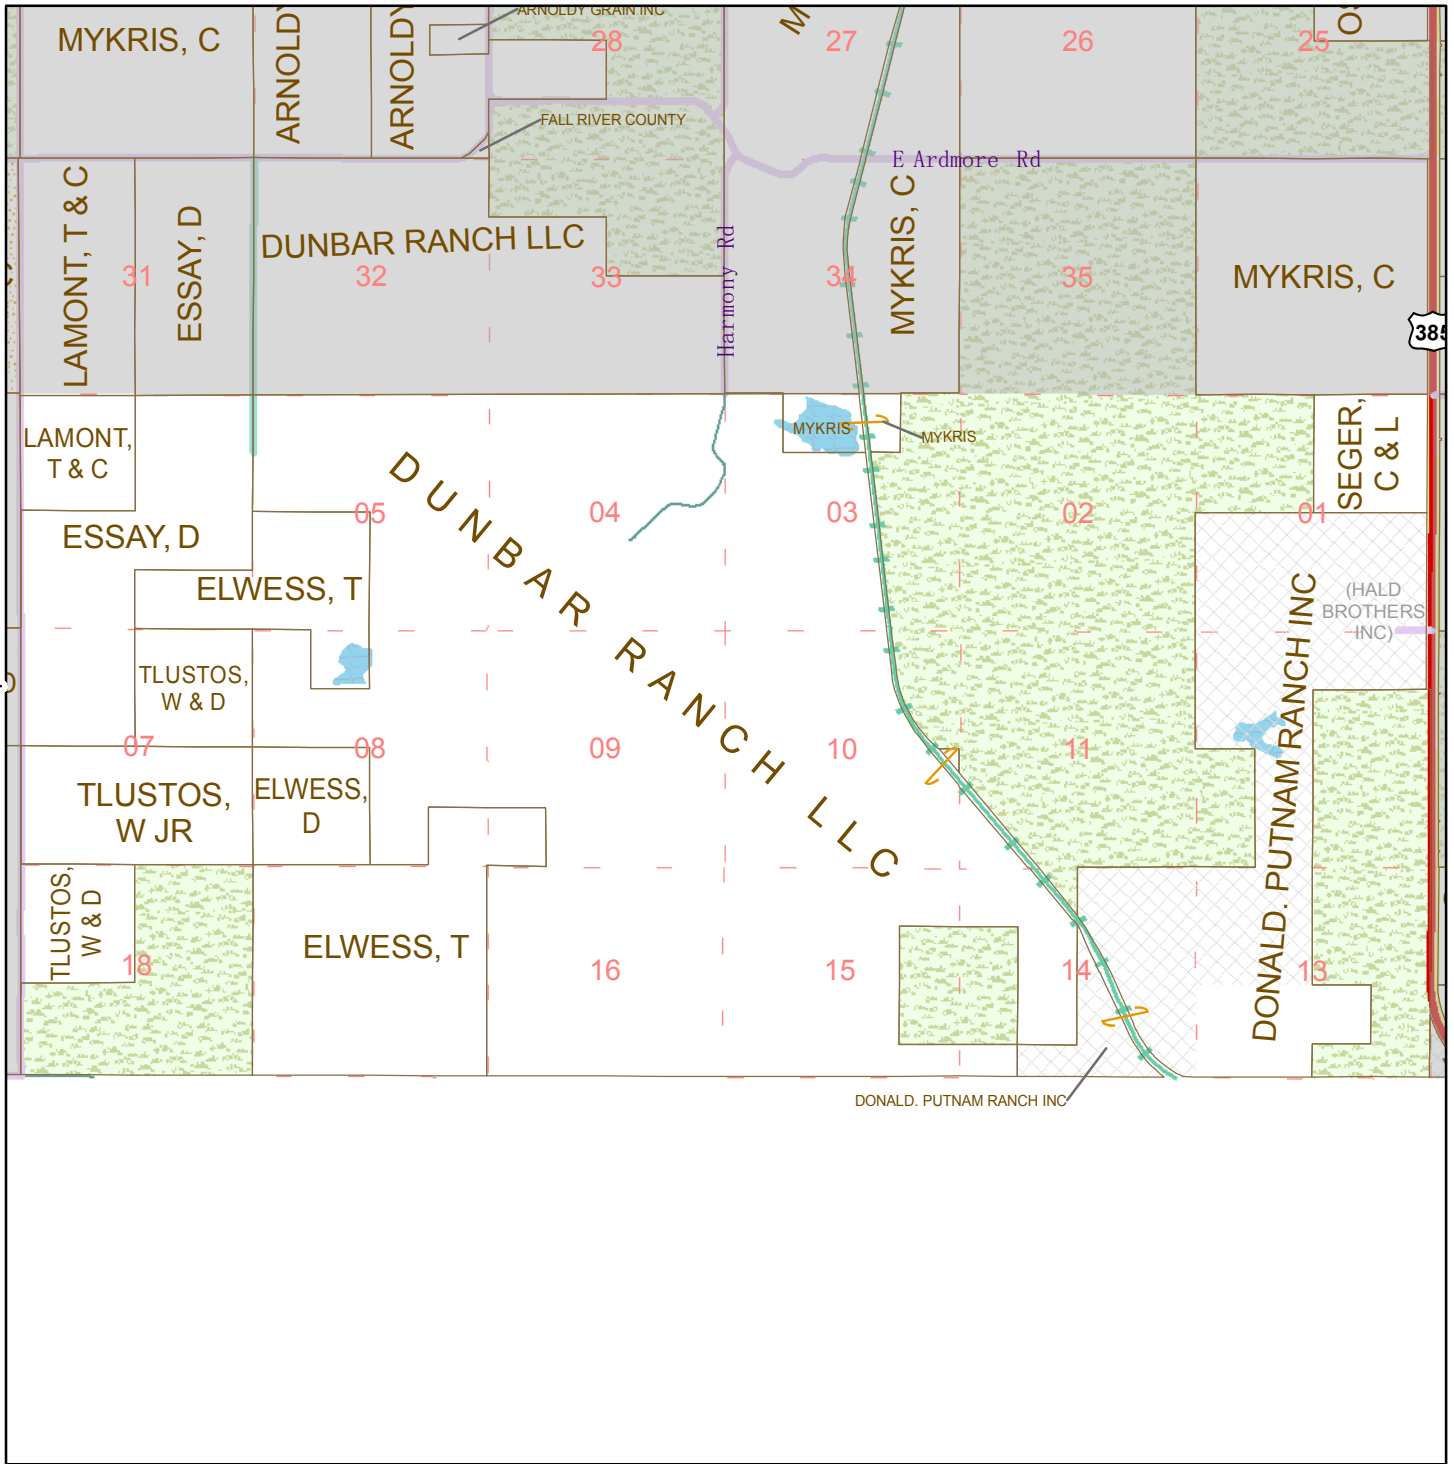 ARNOLDY GRAIN INC
MYKRIS, C
ARNOLDY
ARNOLDY
28
27
26
25
FALL RIVER COUNTY
E Ardmore Rd
LAMONT, T & C
31
ESSAY, D
DUNBAR RANCH LLC
32
33
Harmony Rd
34
MYKRIS, C
35
MYKRIS, C
385
LAMONT,
T & C
MYKRIS
MYKRIS
SEGER,
C & L
05
04
03
02
01
ESSAY, D
ELWESS, T
DUNBAR RANCH LLC
(HALD
BROTHERS
INC)
TLUSTOS,
W & D
07
08
09
10
11
DONALD. PUTNAM RANCH INC
TLUSTOS,
W JR
ELWESS,
D
TLUSTOS,
W & D
18
ELWESS, T
16
15
14
13
DONALD. PUTNAM RANCH INC